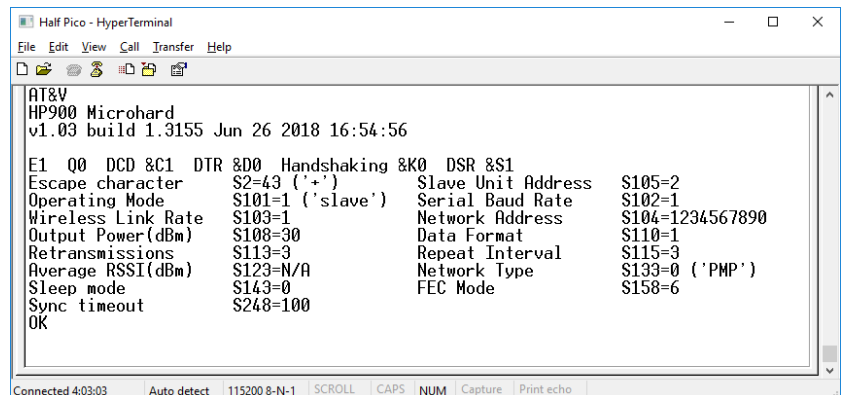 Half Pico - HyperTerminal
File Edit View Call Transfer Help
AT&V
HP900 Microhard
v1.03 build 1.3155 Jun 26 2018 16:54:56
E1 Q0 DCD &C1 DTR &D0 Handshaking &K0 DSR &S1
Escape character S2=43 ('+') Slave Unit Address S105=2
Operating Mode S101=1 ('slave') Serial Baud Rate S102=1
Wireless Link Rate S103=1 Network Address S104=1234567890
Output Power(dBm) S108=30 Data Format S110=1
Retransmissions S113=3 Repeat Interval S115=3
Average RSSI(dBm) S123=N/A Network Type S133=0 ('PMP')
Sleep mode S143=0 FEC Mode S158=6
Sync timeout S248=100
OK
Connected 4:03:03 Auto detect 115200 8-N-1 SCROLL CAPS NUM Capture Print echo